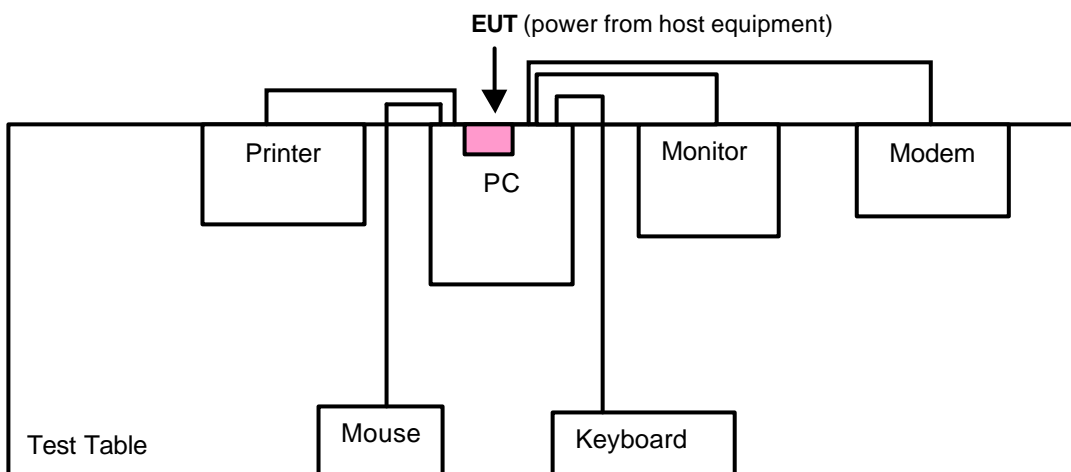 EUT (power from host equipment)
Printer
PC
Monitor
Modem
Mouse
Keyboard
Test Table